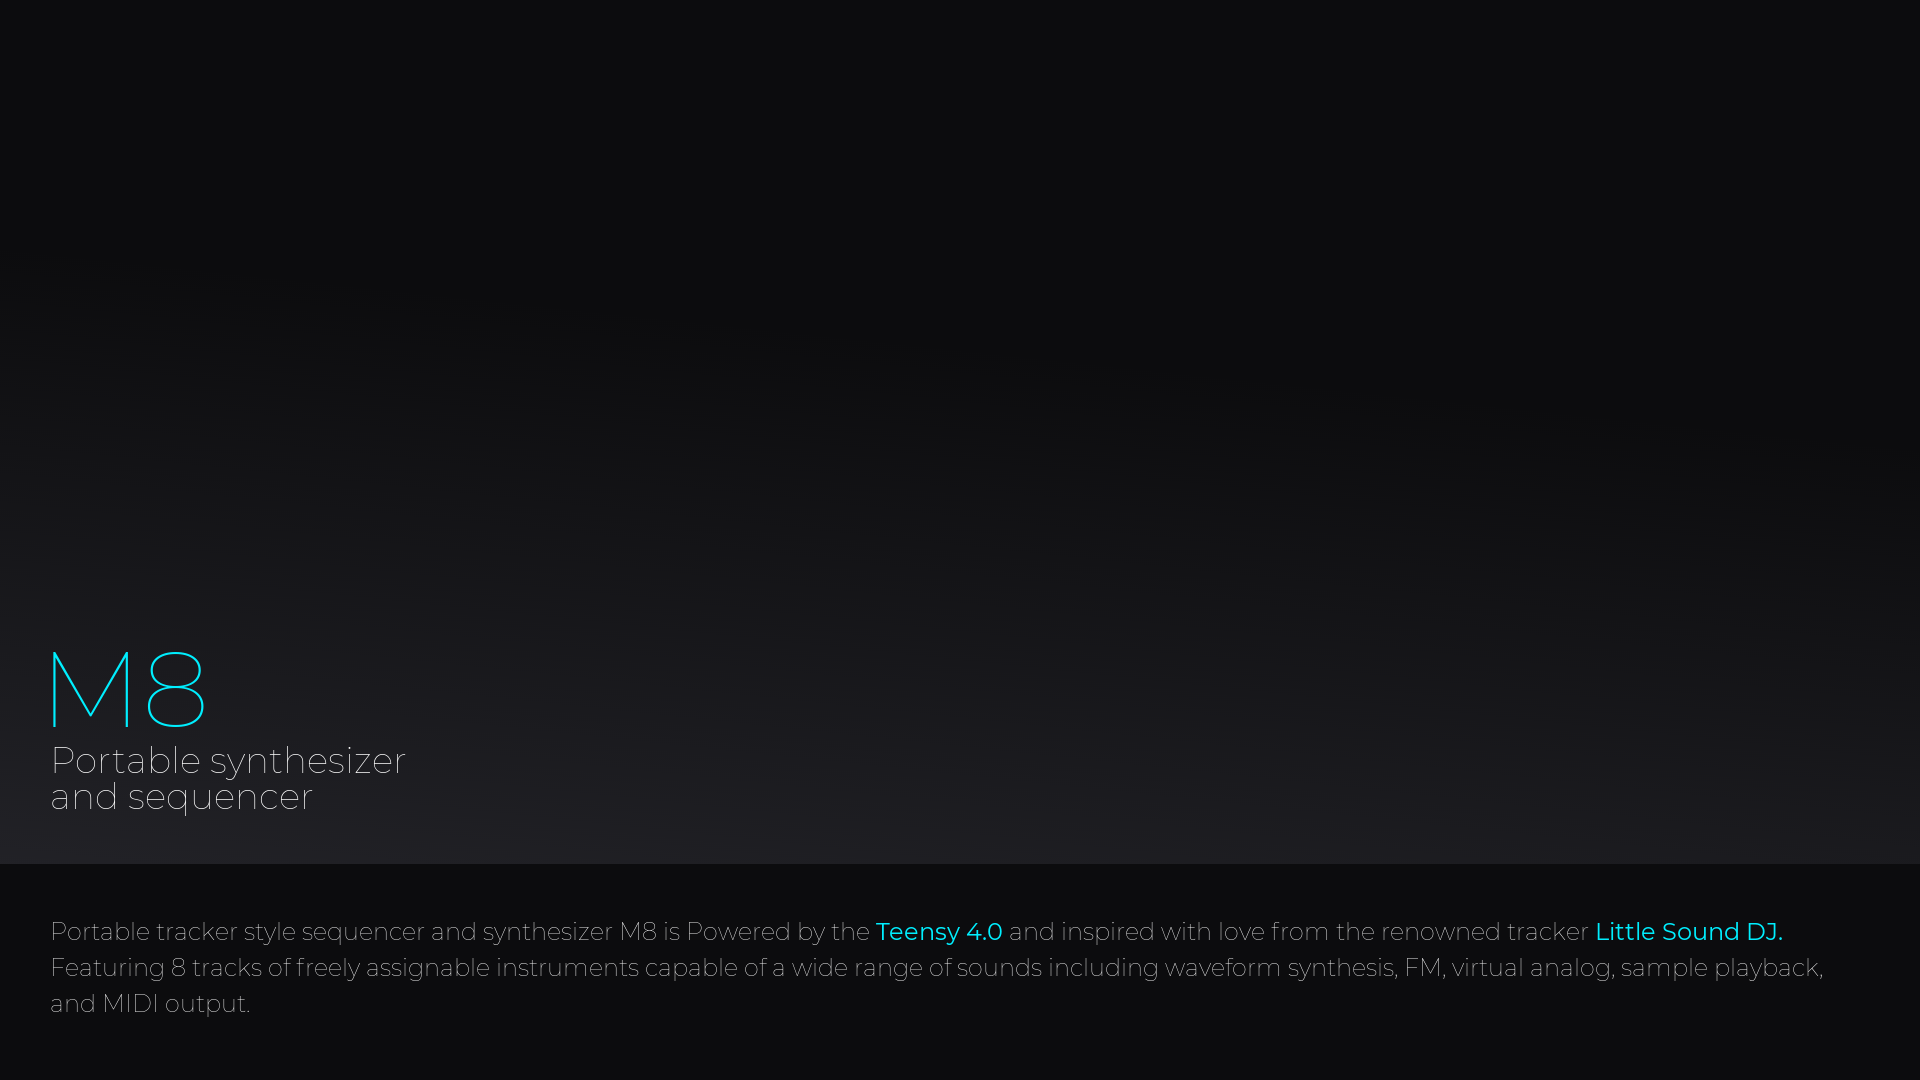 M8
Portable synthesizer
and sequencer
Portable tracker style sequencer and synthesizer M8 is Powered by the Teensy 4.0 and inspired with love from the renowned tracker Little Sound DJ.
Featuring 8 tracks of freely assignable instruments capable of a wide range of sounds including waveform synthesis, FM, virtual analog, sample playback,
and MIDI output.